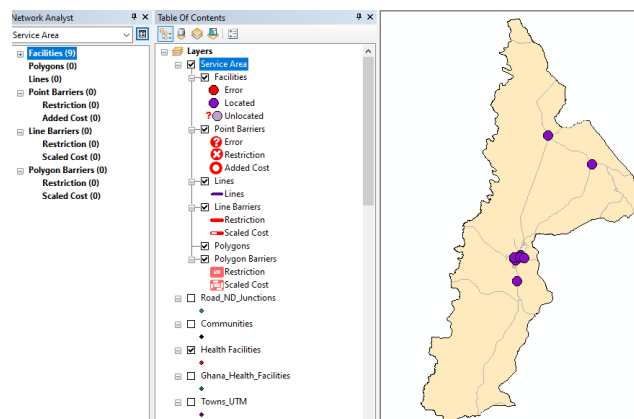 Network Analyst
Service Area
Facilities (9)
Polygons (0)
Lines (0)
Point Barriers (0)
Restriction (0)
Added Cost (0)
Line Barriers (0)
Restriction (0)
Scaled Cost (0)
Polygon Barriers (0)
Restriction (0)
Scaled Cost (0)
Table Of Contents
Layers
Service Area
Facilities
Error
Located
? Unlocated
Point Barriers
? Error
Restriction
Added Cost
Lines
Lines
Line Barriers
Restriction
Scaled Cost
Polygons
Polygon Barriers
Restriction
Scaled Cost
Road_ND_Junctions
Communities
Health Facilities
Ghana_Health_Facilities
Towns_UTM